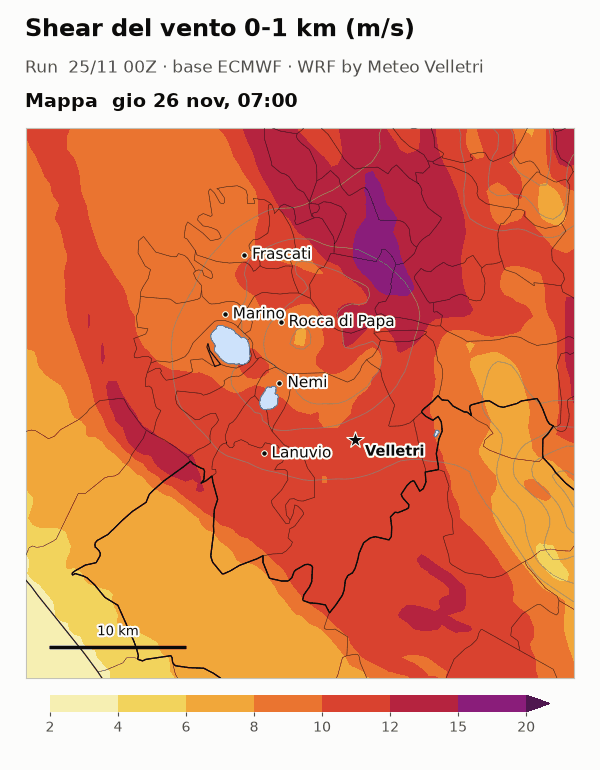 Shear del vento 0-1 km (m/s)
Run  25/11 00Z · base ECMWF · WRF by Meteo Velletri
Mappa  gio 26 nov, 07:00
Frascati
Marino
Rocca di Papa
Nemi
Velletri
Lanuvio
10 km
2 4 6 8 10 12 15 20